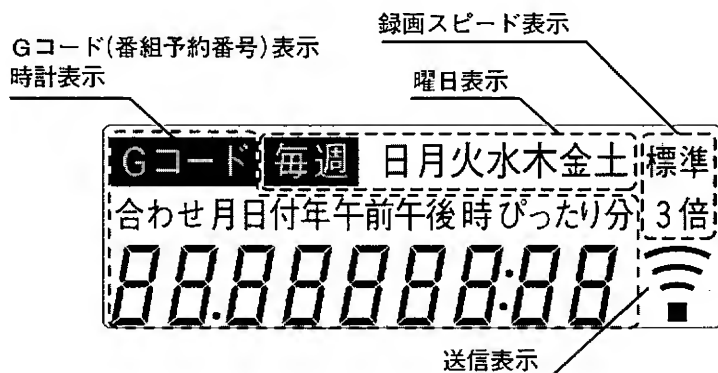 録画スピード表示
Gコード(番組予約番号)表示
時計表示
曜日表示
Gコード 毎週 日月火水木金土 標準
合わせ月日付年午前午後時ぴったり分 3倍
88.88888:88
送信表示